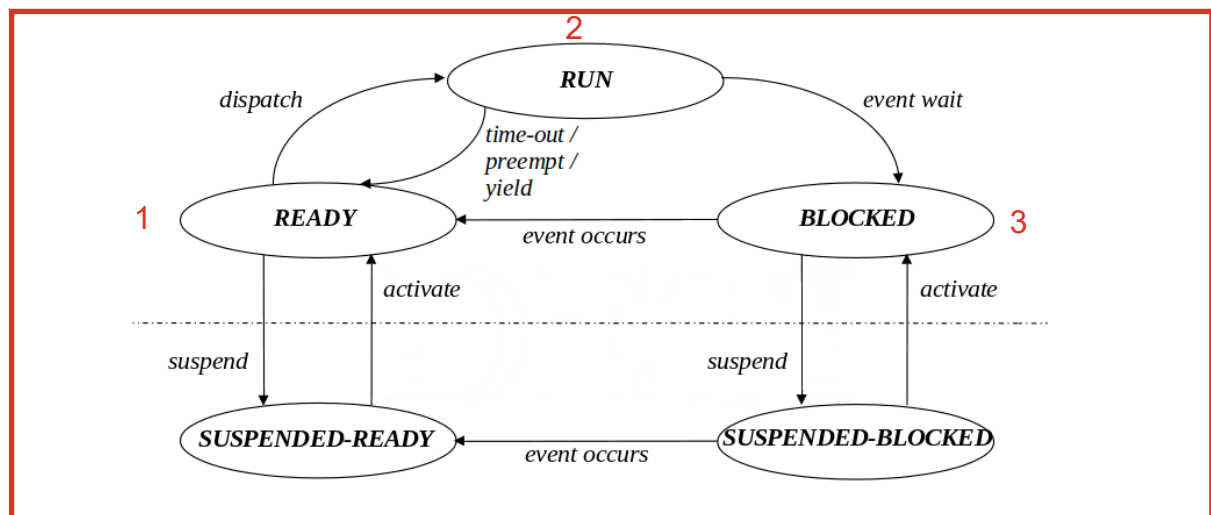 2
RUN
dispatch
event wait
time-out /
preempt /
yield
1
READY
BLOCKED
3
event occurs
activate
activate
suspend
suspend
SUSPENDED-READY
SUSPENDED-BLOCKED
event occurs